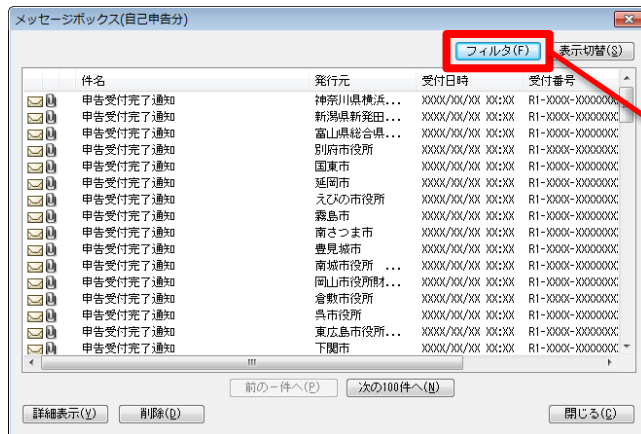 メッセージボックス(自己申告分)
フィルタ(F) 表示切替(S)
件名 発行元 受付日時 受付番号
申告受付完了通知 神奈川県横浜... XXXX/XX/XX XX:XX R1-XXXX-XXXXXXX
申告受付完了通知 新潟県新発田... XXXX/XX/XX XX:XX R1-XXXX-XXXXXXX
申告受付完了通知 富山県総合県... XXXX/XX/XX XX:XX R1-XXXX-XXXXXXX
申告受付完了通知 別府市役所 XXXX/XX/XX XX:XX R1-XXXX-XXXXXXX
申告受付完了通知 国東市 XXXX/XX/XX XX:XX R1-XXXX-XXXXXXX
申告受付完了通知 延岡市 XXXX/XX/XX XX:XX R1-XXXX-XXXXXXX
申告受付完了通知 えびの市役所 XXXX/XX/XX XX:XX R1-XXXX-XXXXXXX
申告受付完了通知 霧島市 XXXX/XX/XX XX:XX R1-XXXX-XXXXXXX
申告受付完了通知 南さつま市 XXXX/XX/XX XX:XX R1-XXXX-XXXXXXX
申告受付完了通知 豊見城市 XXXX/XX/XX XX:XX R1-XXXX-XXXXXXX
申告受付完了通知 南城市役所 ... XXXX/XX/XX XX:XX R1-XXXX-XXXXXXX
申告受付完了通知 岡山市役所財... XXXX/XX/XX XX:XX R1-XXXX-XXXXXXX
申告受付完了通知 倉敷市役所 XXXX/XX/XX XX:XX R1-XXXX-XXXXXXX
申告受付完了通知 呉市役所 XXXX/XX/XX XX:XX R1-XXXX-XXXXXXX
申告受付完了通知 東広島市役所... XXXX/XX/XX XX:XX R1-XXXX-XXXXXXX
申告受付完了通知 下関市 XXXX/XX/XX XX:XX R1-XXXX-XXXXXXX
前の－件へ(P) 次の100件へ(N)
詳細表示(V) 削除(D) 閉じる(C)